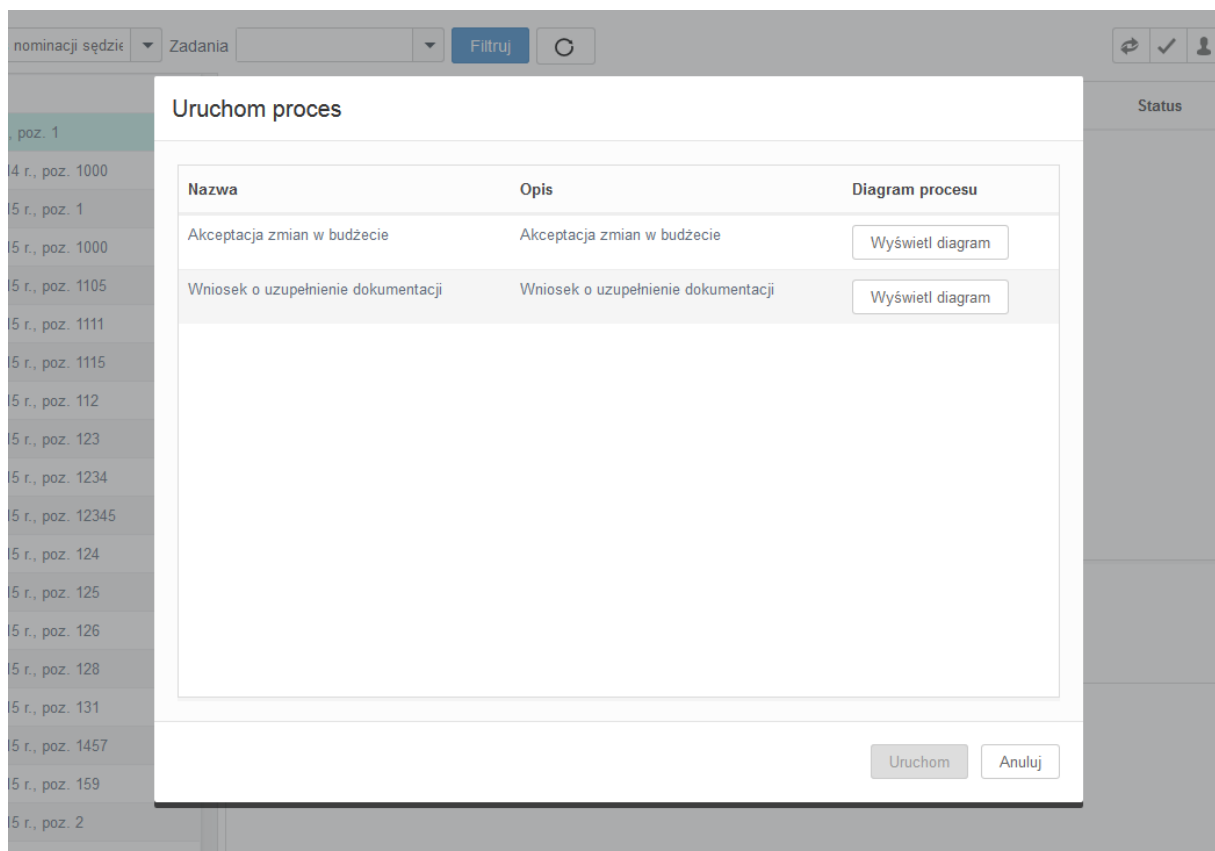 nominacji sędzie Zadania Filtruj
Status
Uruchom proces
Nazwa Opis Diagram procesu
Akceptacja zmian w budżecie Akceptacja zmian w budżecie Wyświetl diagram
Wniosek o uzupełnienie dokumentacji Wniosek o uzupełnienie dokumentacji Wyświetl diagram
Uruchom Anuluj
, poz. 1
14 r., poz. 1000
15 r., poz. 1
15 r., poz. 1000
15 r., poz. 1105
15 r., poz. 1111
15 r., poz. 1115
15 r., poz. 112
15 r., poz. 123
15 r., poz. 1234
15 r., poz. 12345
15 r., poz. 124
15 r., poz. 125
15 r., poz. 126
15 r., poz. 128
15 r., poz. 131
15 r., poz. 1457
15 r., poz. 159
15 r., poz. 2